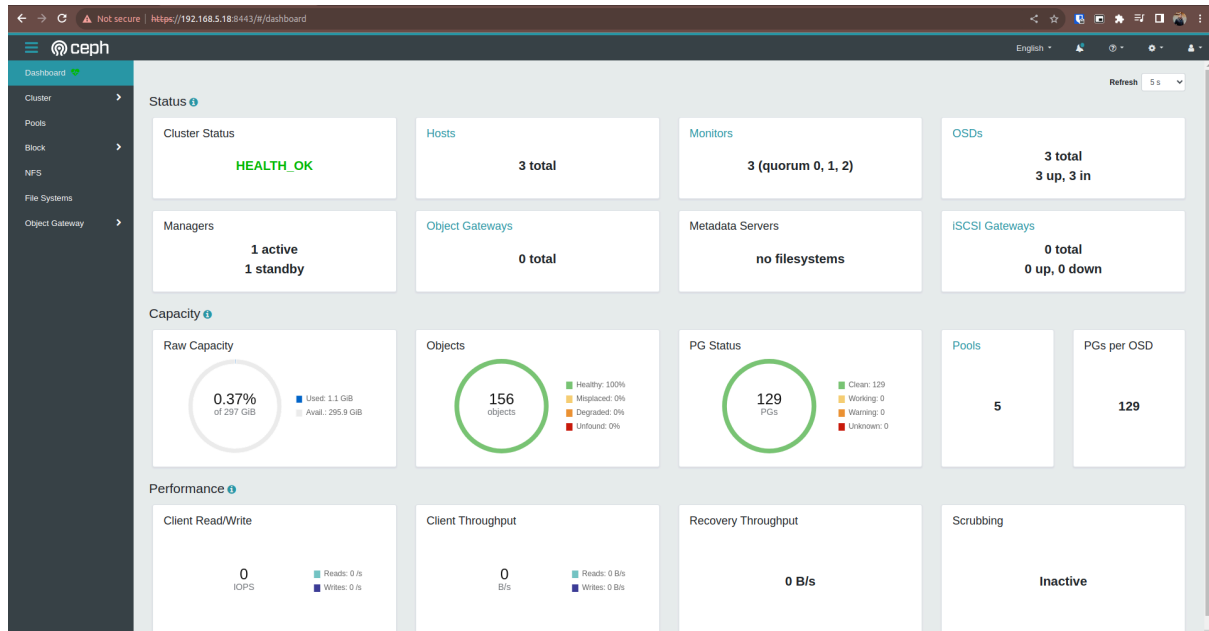 Not secure | https://192.168.5.18:8443/#/dashboard
ceph
English
Dashboard
Cluster
Pools
Block
NFS
File Systems
Object Gateway
Refresh 5 s
Status
Cluster Status
HEALTH_OK
Hosts
3 total
Monitors
3 (quorum 0, 1, 2)
OSDs
3 total
3 up, 3 in
Managers
1 active
1 standby
Object Gateways
0 total
Metadata Servers
no filesystems
iSCSI Gateways
0 total
0 up, 0 down
Capacity
Raw Capacity
0.37%
of 297 GiB
Used: 1.1 GiB
Avail.: 295.9 GiB
Objects
156
objects
Healthy: 100%
Misplaced: 0%
Degraded: 0%
Unfound: 0%
PG Status
129
PGs
Clean: 129
Working: 0
Warning: 0
Unknown: 0
Pools
5
PGs per OSD
129
Performance
Client Read/Write
0
IOPS
Reads: 0 /s
Writes: 0 /s
Client Throughput
0
B/s
Reads: 0 B/s
Writes: 0 B/s
Recovery Throughput
0 B/s
Scrubbing
Inactive